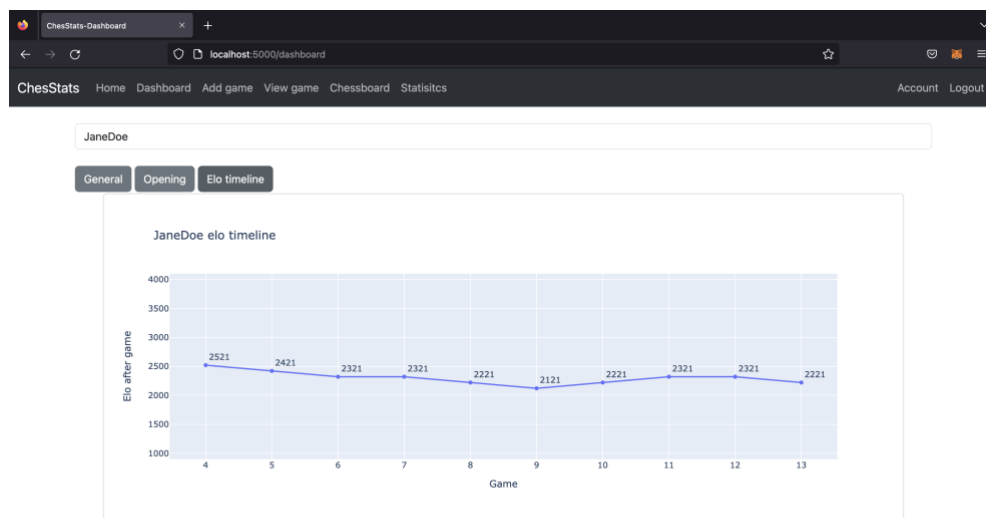 ChesStats-Dashboard
localhost:5000/dashboard
ChesStats Home Dashboard Add game View game Chessboard Statisitcs Account Logout
JaneDoe
General Opening Elo timeline
JaneDoe elo timeline
4000
3500
3000
2500
2000
1500
1000
Elo after game
2521 2421 2321 2321 2221 2121 2221 2321 2321 2221
4 5 6 7 8 9 10 11 12 13
Game